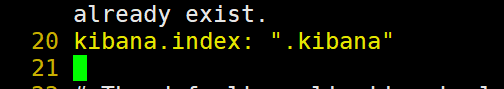 already exist.
20 kibana.index: ".kibana"
21